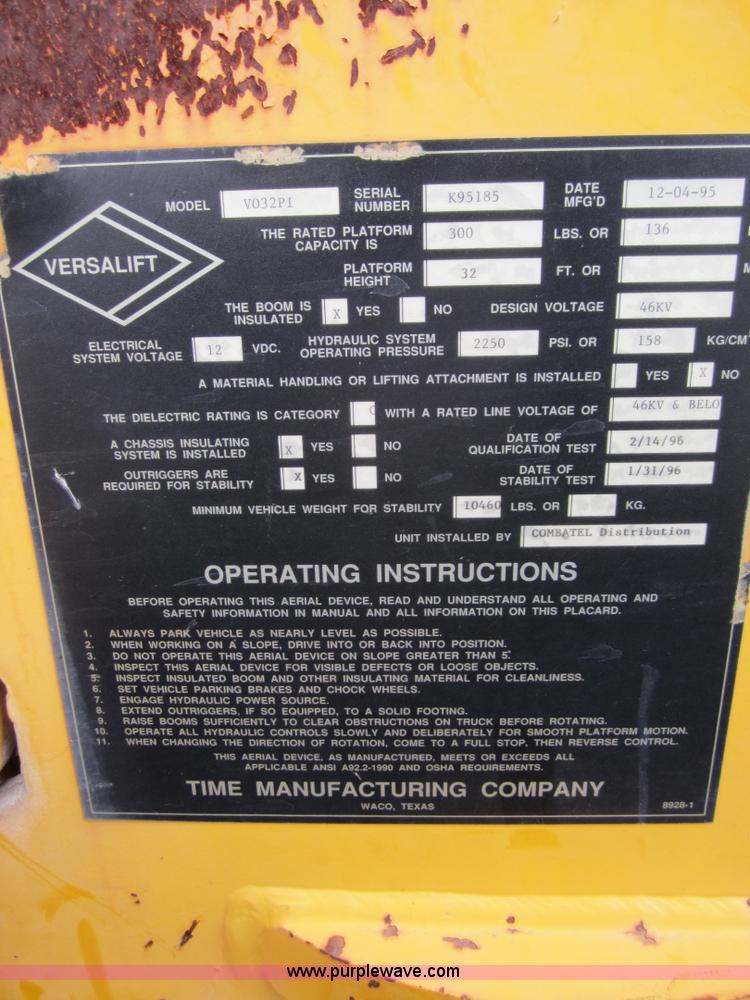 VERSALIFT
MODEL VO32PI SERIAL NUMBER K95185 DATE MFG'D 12-04-95
THE RATED PLATFORM CAPACITY IS 300 LBS. OR 136
PLATFORM HEIGHT 32 FT. OR
THE BOOM IS INSULATED X YES NO DESIGN VOLTAGE 46KV
ELECTRICAL SYSTEM VOLTAGE 12 VDC. HYDRAULIC SYSTEM OPERATING PRESSURE 2250 PSI. OR 158 KG/CM
A MATERIAL HANDLING OR LIFTING ATTACHMENT IS INSTALLED YES X NO
THE DIELECTRIC RATING IS CATEGORY C WITH A RATED LINE VOLTAGE OF 46KV & BELO
A CHASSIS INSULATING SYSTEM IS INSTALLED X YES NO DATE OF QUALIFICATION TEST 2/14/96
OUTRIGGERS ARE REQUIRED FOR STABILITY X YES NO DATE OF STABILITY TEST 1/31/96
MINIMUM VEHICLE WEIGHT FOR STABILITY 10460 LBS. OR KG.
UNIT INSTALLED BY COMBATEL Distribution
OPERATING INSTRUCTIONS
BEFORE OPERATING THIS AERIAL DEVICE, READ AND UNDERSTAND ALL OPERATING AND
SAFETY INFORMATION IN MANUAL AND ALL INFORMATION ON THIS PLACARD.
1. ALWAYS PARK VEHICLE AS NEARLY LEVEL AS POSSIBLE.
2. WHEN WORKING ON A SLOPE, DRIVE INTO OR BACK INTO POSITION.
3. DO NOT OPERATE THIS AERIAL DEVICE ON SLOPE GREATER THAN 5°.
4. INSPECT THIS AERIAL DEVICE FOR VISIBLE DEFECTS OR LOOSE OBJECTS.
5. INSPECT INSULATED BOOM AND OTHER INSULATING MATERIAL FOR CLEANLINESS.
6. SET VEHICLE PARKING BRAKES AND CHOCK WHEELS.
7. ENGAGE HYDRAULIC POWER SOURCE.
8. EXTEND OUTRIGGERS, IF SO EQUIPPED, TO A SOLID FOOTING.
9. RAISE BOOMS SUFFICIENTLY TO CLEAR OBSTRUCTIONS ON TRUCK BEFORE ROTATING.
10. OPERATE ALL HYDRAULIC CONTROLS SLOWLY AND DELIBERATELY FOR SMOOTH PLATFORM MOTION.
11. WHEN CHANGING THE DIRECTION OF ROTATION, COME TO A FULL STOP, THEN REVERSE CONTROL.
THIS AERIAL DEVICE, AS MANUFACTURED, MEETS OR EXCEEDS ALL
APPLICABLE ANSI A92.2-1990 AND OSHA REQUIREMENTS.
TIME MANUFACTURING COMPANY
WACO, TEXAS
8928-1
www.purplewave.com